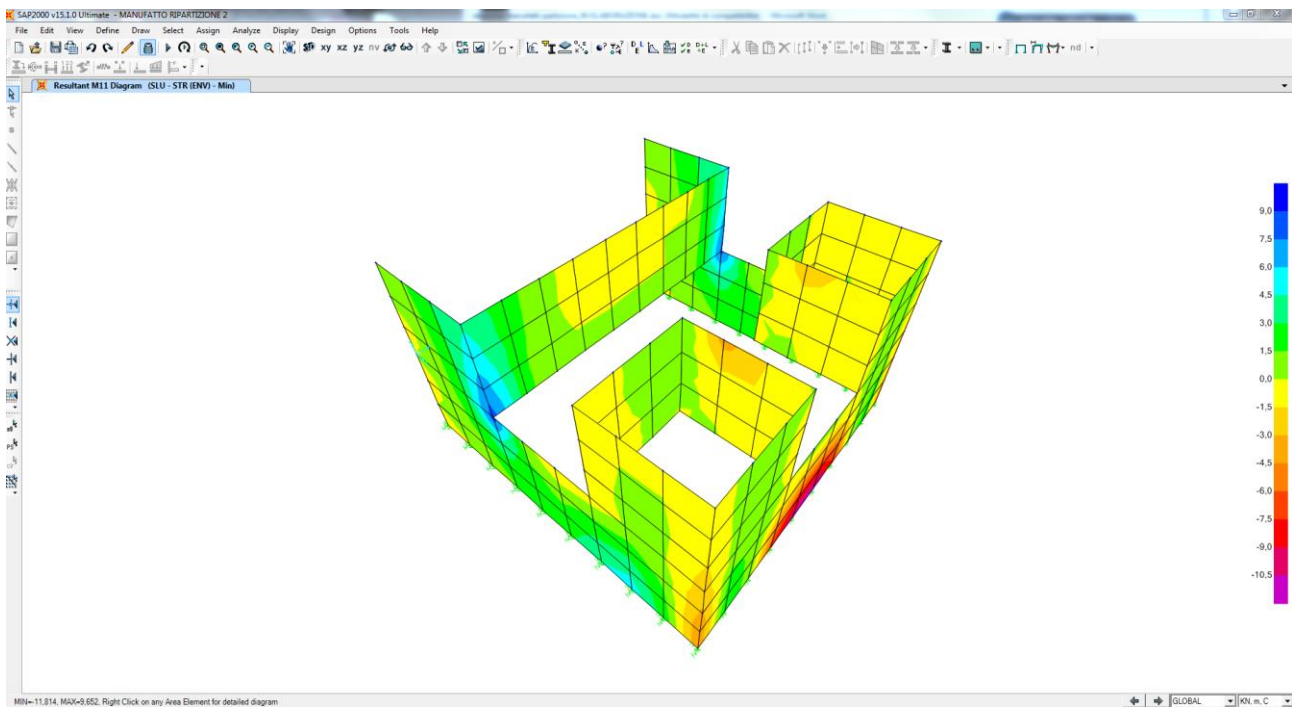 SAP2000 v15.1.0 Ultimate - MANUFATTO RIPARTIZIONE 2
File Edit View Define Draw Select Assign Analyze Display Design Options Tools Help
xy xz yz nv
nd
Resultant M11 Diagram (SLU - STR (ENV) - Min)
9,0
7,5
6,0
4,5
3,0
1,5
0,0
-1,5
-3,0
-4,5
-6,0
-7,5
-9,0
-10,5
MIN=-11,814, MAX=9,652, Right Click on any Area Element for detailed diagram
GLOBAL
KN, m, C